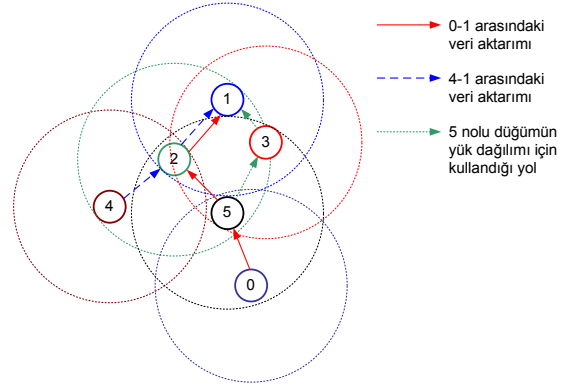 0-1 arasındaki
veri aktarımı
4-1 arasındaki
veri aktarımı
5 nolu düğümün
yük dağılımı için
kullandığı yol
1
3
2
4
5
0